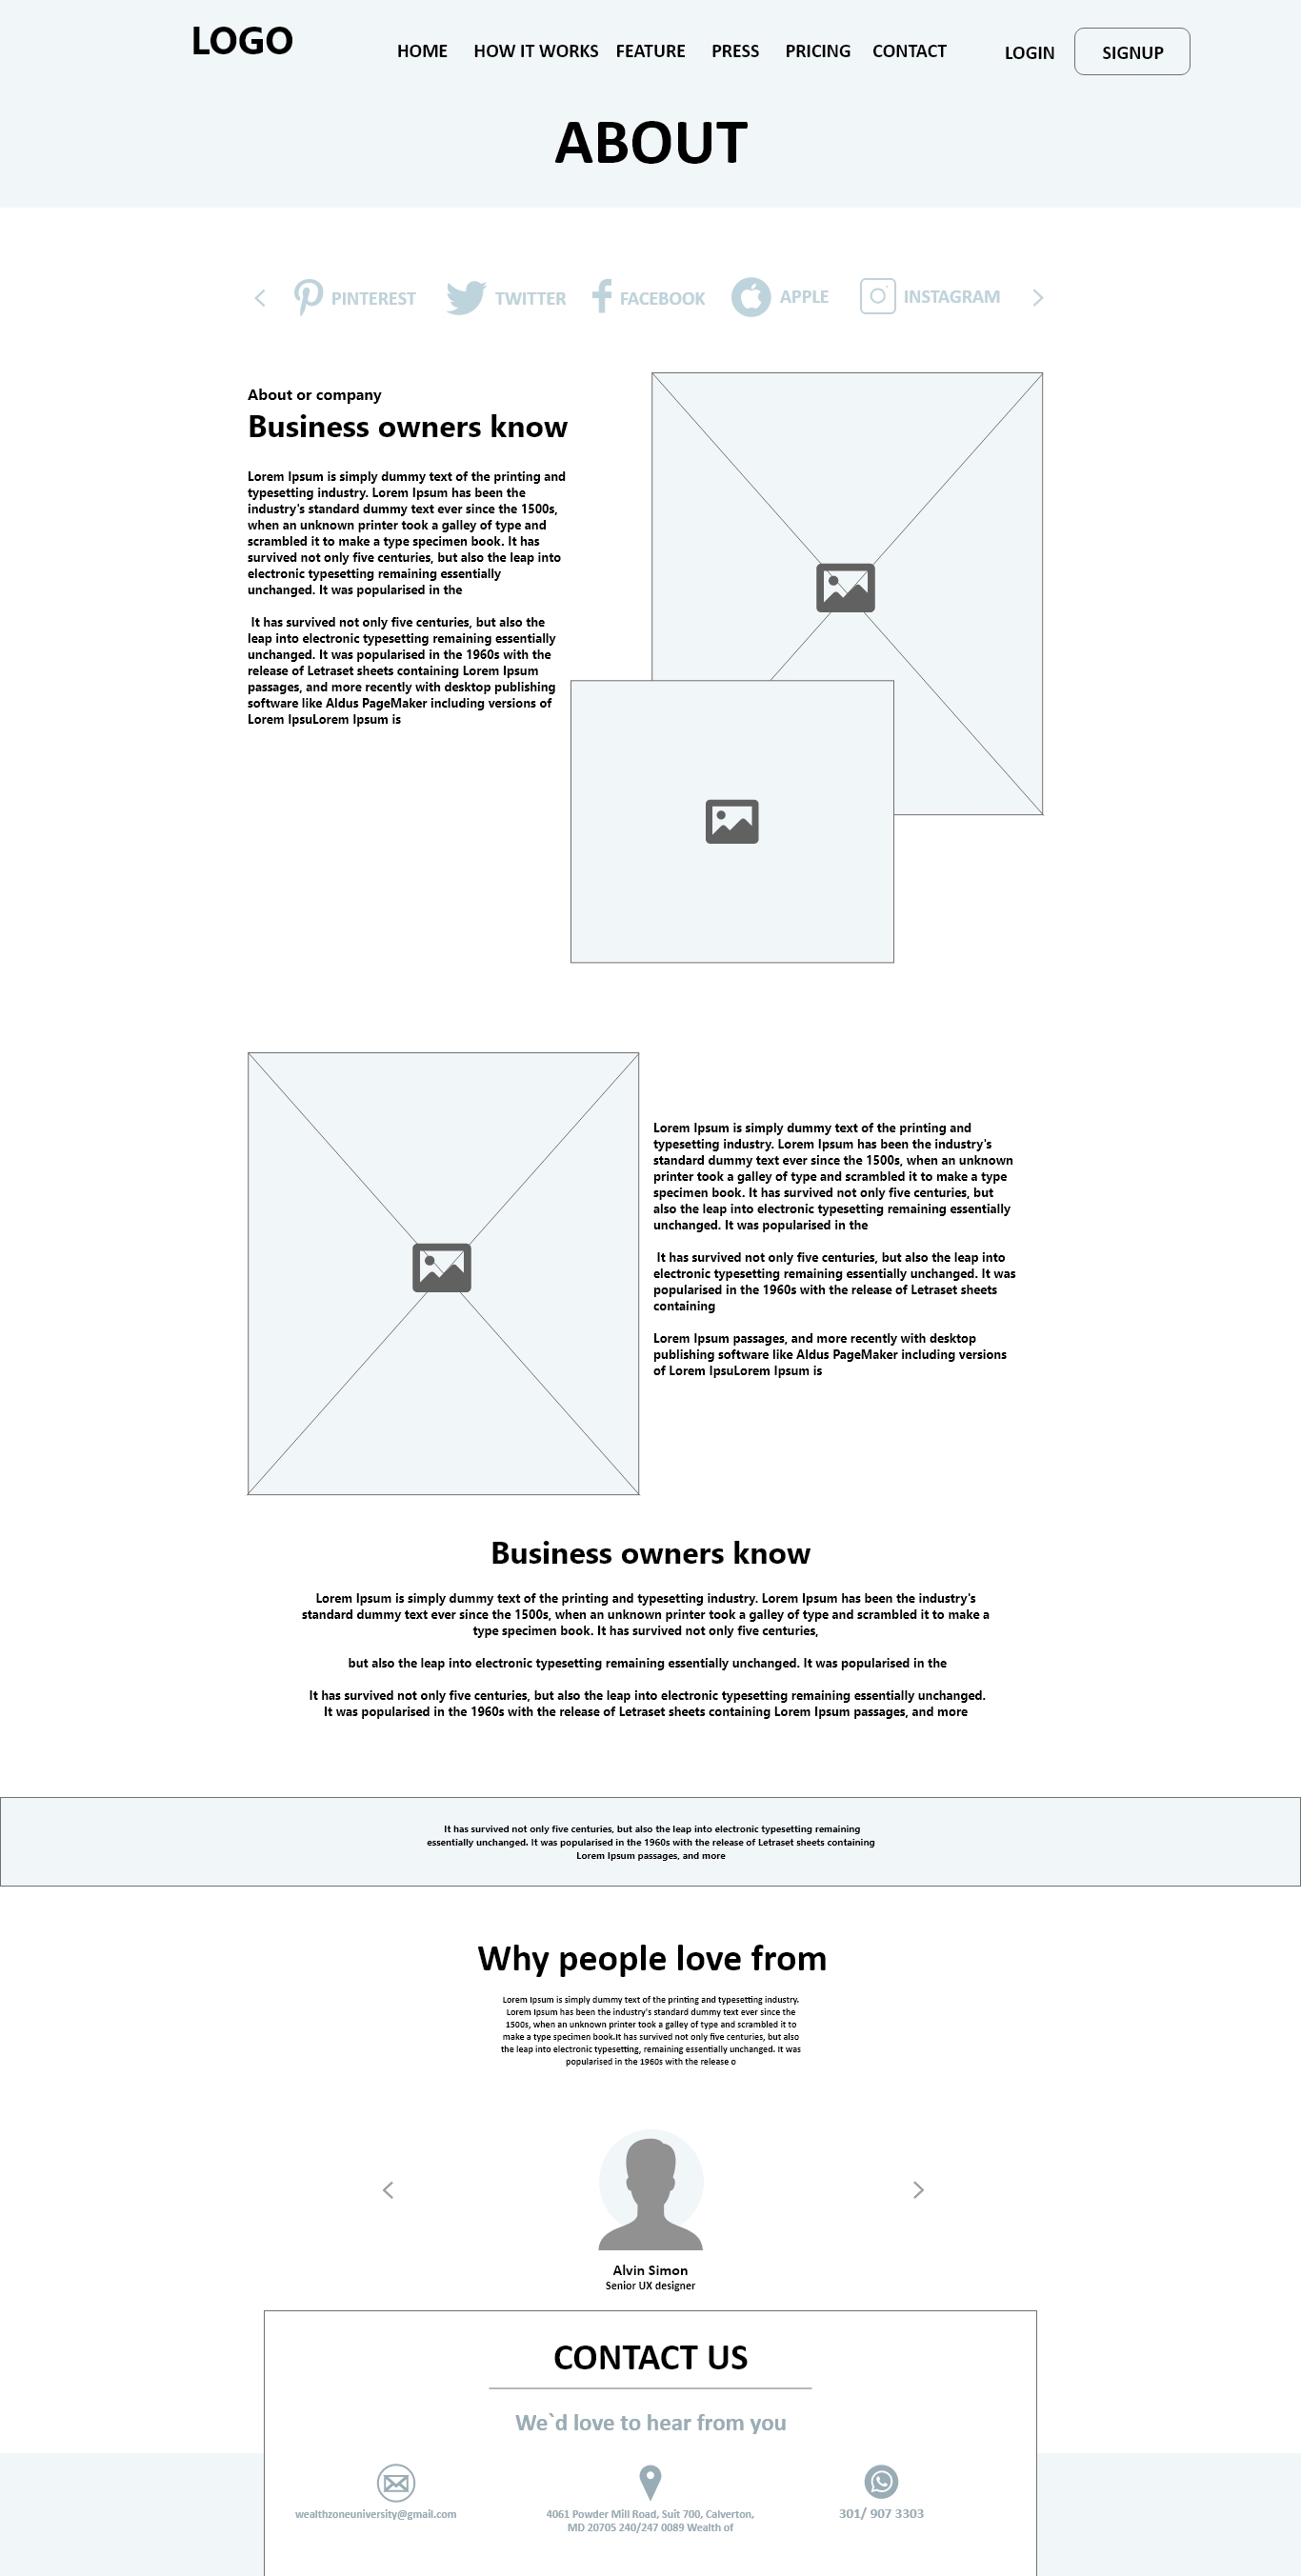 LOGO
HOME HOW IT WORKS FEATURE PRESS PRICING CONTACT LOGIN SIGNUP
ABOUT
PINTEREST TWITTER FACEBOOK APPLE INSTAGRAM
About or company
Business owners know
Lorem Ipsum is simply dummy text of the printing and
typesetting industry. Lorem Ipsum has been the
industry's standard dummy text ever since the 1500s,
when an unknown printer took a galley of type and
scrambled it to make a type specimen book. It has
survived not only five centuries, but also the leap into
electronic typesetting remaining essentially
unchanged. It was popularised in the
It has survived not only five centuries, but also the
leap into electronic typesetting remaining essentially
unchanged. It was popularised in the 1960s with the
release of Letraset sheets containing Lorem Ipsum
passages, and more recently with desktop publishing
software like Aldus PageMaker including versions of
Lorem IpsuLorem Ipsum is
Lorem Ipsum is simply dummy text of the printing and
typesetting industry. Lorem Ipsum has been the industry's
standard dummy text ever since the 1500s, when an unknown
printer took a galley of type and scrambled it to make a type
specimen book. It has survived not only five centuries, but
also the leap into electronic typesetting remaining essentially
unchanged. It was popularised in the
It has survived not only five centuries, but also the leap into
electronic typesetting remaining essentially unchanged. It was
popularised in the 1960s with the release of Letraset sheets
containing
Lorem Ipsum passages, and more recently with desktop
publishing software like Aldus PageMaker including versions
of Lorem IpsuLorem Ipsum is
Business owners know
Lorem Ipsum is simply dummy text of the printing and typesetting industry. Lorem Ipsum has been the industry's
standard dummy text ever since the 1500s, when an unknown printer took a galley of type and scrambled it to make a
type specimen book. It has survived not only five centuries,
but also the leap into electronic typesetting remaining essentially unchanged. It was popularised in the
It has survived not only five centuries, but also the leap into electronic typesetting remaining essentially unchanged.
It was popularised in the 1960s with the release of Letraset sheets containing Lorem Ipsum passages, and more
It has survived not only five centuries, but also the leap into electronic typesetting remaining
essentially unchanged. It was popularised in the 1960s with the release of Letraset sheets containing
Lorem Ipsum passages, and more
Why people love from
Lorem Ipsum is simply dummy text of the printing and typesetting industry.
Lorem Ipsum has been the industry's standard dummy text ever since the
1500s, when an unknown printer took a galley of type and scrambled it to
make a type specimen book.It has survived not only five centuries, but also
the leap into electronic typesetting, remaining essentially unchanged. It was
popularised in the 1960s with the release o
Alvin Simon
Senior UX designer
CONTACT US
We`d love to hear from you
wealthzoneuniversity@gmail.com
4061 Powder Mill Road, Suit 700, Calverton,
MD 20705 240/247 0089 Wealth of
301/ 907 3303